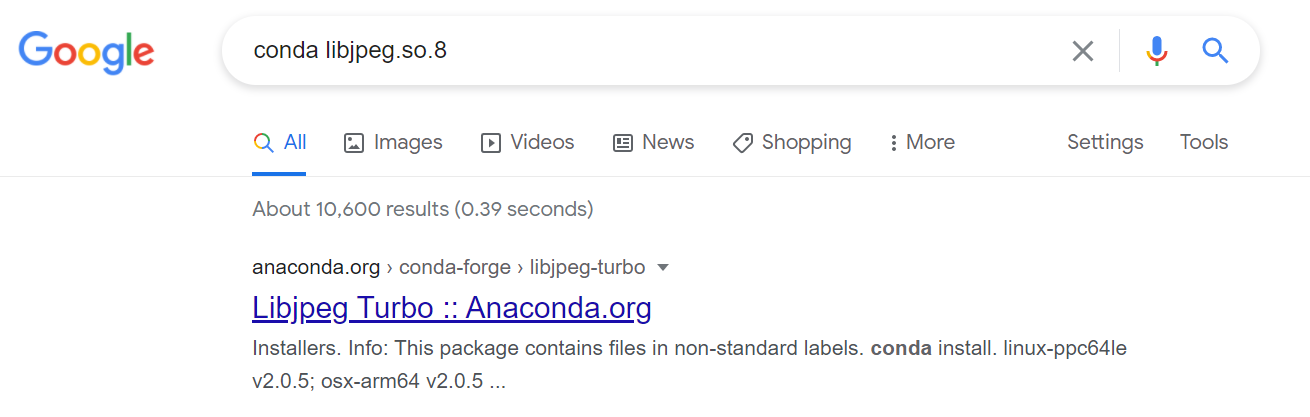 Google conda libjpeg.so.8
All Images Videos News Shopping More Settings Tools
About 10,600 results (0.39 seconds)
anaconda.org › conda-forge › libjpeg-turbo
Libjpeg Turbo :: Anaconda.org
Installers. Info: This package contains files in non-standard labels. conda install. linux-ppc64le
v2.0.5; osx-arm64 v2.0.5 ...